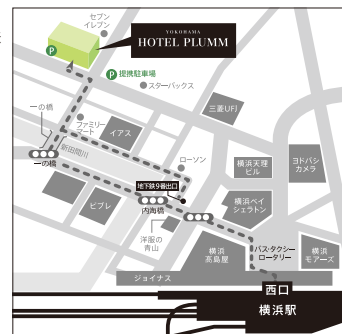 セブン
イレブン
YOKOHAMA
HOTEL PLUMM
P
P 提携駐車場
スターバックス
三菱UFJ
一の橋
ファミリー
マート
イアス
新田間川
ローソン
横浜天理
ビル
ヨドバシ
カメラ
一の橋
地下鉄9番出口
横浜ベイ
シェラトン
ビブレ
内海橋
洋服の
青山
横浜
高島屋
バス・タクシー
ロータリー
横浜
モアーズ
ジョイナス
西口
横浜駅